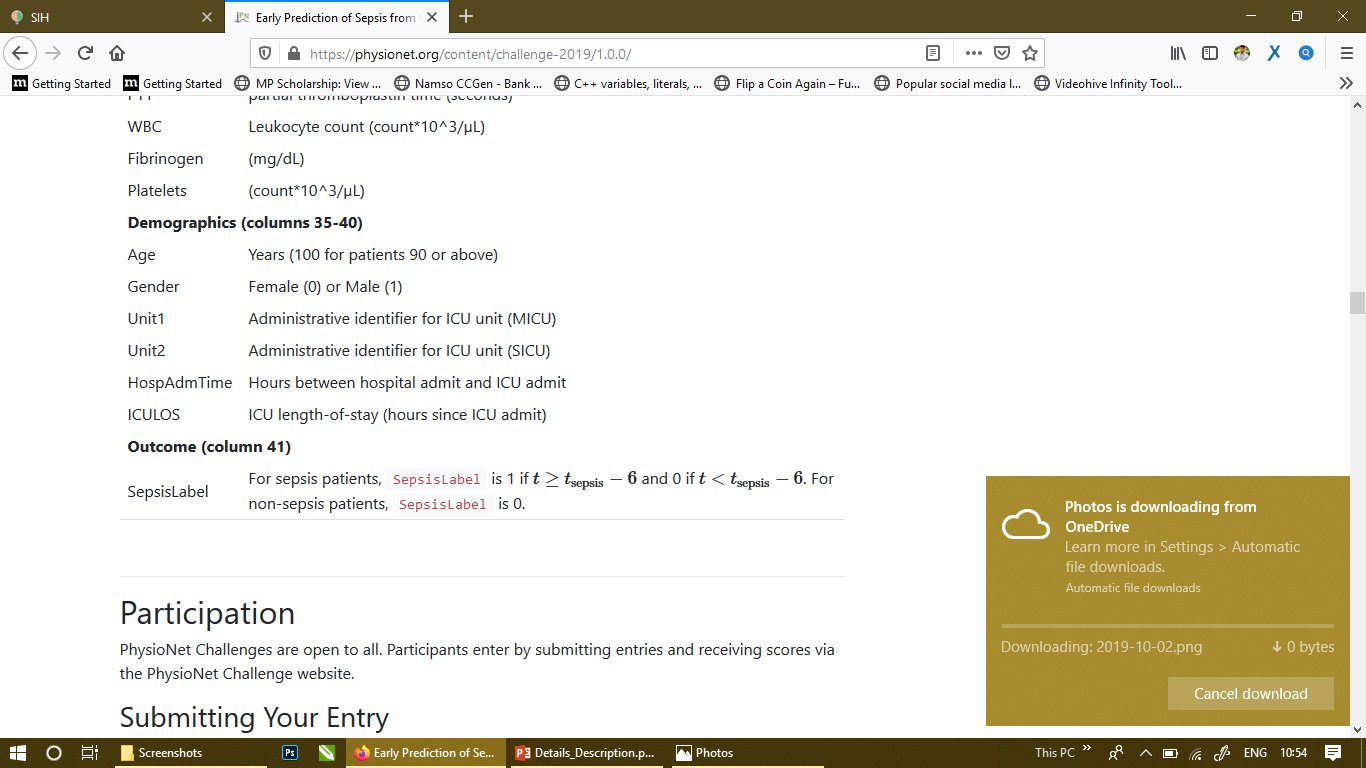 SIH
Early Prediction of Sepsis from
https://physionet.org/content/challenge-2019/1.0.0/
Getting Started
Getting Started
MP Scholarship: View ...
Namso CCGen - Bank ...
C++ variables, literals, ...
Flip a Coin Again – Fu...
Popular social media l...
Videohive Infinity Tool...
partial thromboplastin time (seconds)
WBC Leukocyte count (count*10^3/µL)
Fibrinogen (mg/dL)
Platelets (count*10^3/µL)
Demographics (columns 35-40)
Age Years (100 for patients 90 or above)
Gender Female (0) or Male (1)
Unit1 Administrative identifier for ICU unit (MICU)
Unit2 Administrative identifier for ICU unit (SICU)
HospAdmTime Hours between hospital admit and ICU admit
ICULOS ICU length-of-stay (hours since ICU admit)
Outcome (column 41)
SepsisLabel For sepsis patients, SepsisLabel is 1 if t ≥ t_sepsis − 6 and 0 if t < t_sepsis − 6. For
non-sepsis patients, SepsisLabel is 0.
Participation
PhysioNet Challenges are open to all. Participants enter by submitting entries and receiving scores via
the PhysioNet Challenge website.
Submitting Your Entry
Photos is downloading from
OneDrive
Learn more in Settings > Automatic
file downloads.
Automatic file downloads
Downloading: 2019-10-02.png 0 bytes
Cancel download
Screenshots
Ps
Early Prediction of Se...
Details_Description.p...
Photos
This PC
ENG
10:54